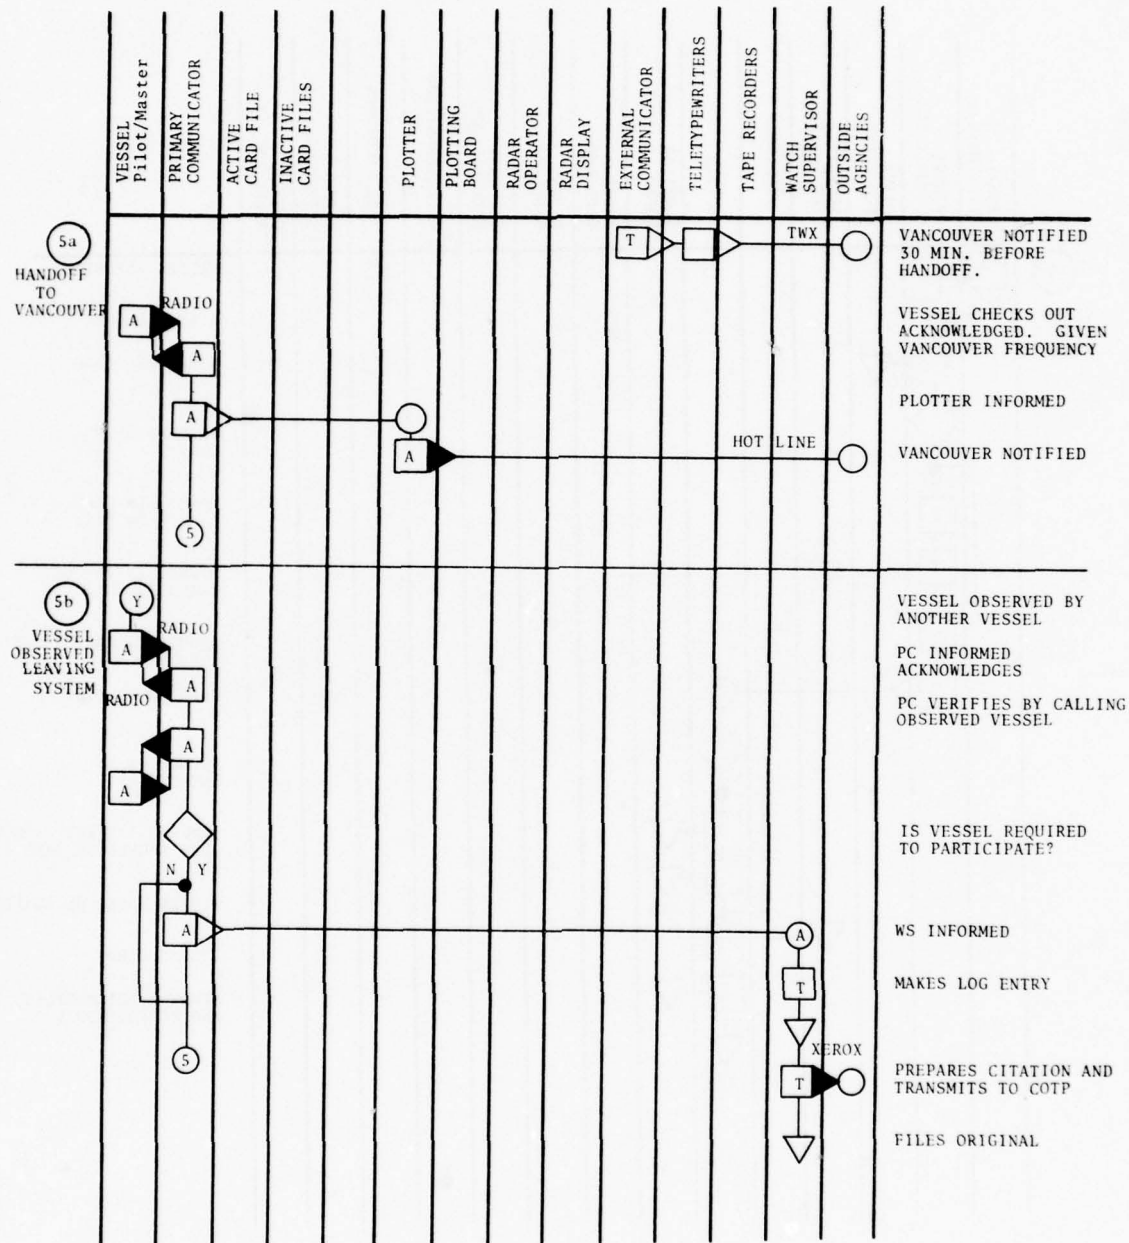 VESSEL
Pilot/Master
PRIMARY
COMMUNICATOR
ACTIVE
CARD FILE
INACTIVE
CARD FILES
PLOTTER
PLOTTING
BOARD
RADAR
OPERATOR
RADAR
DISPLAY
EXTERNAL
COMMUNICATOR
TELETYPEWRITERS
TAPE RECORDERS
WATCH
SUPERVISOR
OUTSIDE
AGENCIES
5a
HANDOFF
TO
VANCOUVER
T
TWX
VANCOUVER NOTIFIED
30 MIN. BEFORE
HANDOFF.
A
RADIO
A
VESSEL CHECKS OUT
ACKNOWLEDGED. GIVEN
VANCOUVER FREQUENCY
A
PLOTTER INFORMED
A
HOT LINE
VANCOUVER NOTIFIED
5
5b
VESSEL
OBSERVED
LEAVING
SYSTEM
Y
VESSEL OBSERVED BY
ANOTHER VESSEL
A
RADIO
PC INFORMED
ACKNOWLEDGES
A
RADIO
PC VERIFIES BY CALLING
OBSERVED VESSEL
A
A
IS VESSEL REQUIRED
TO PARTICIPATE?
N Y
A
A
WS INFORMED
T
MAKES LOG ENTRY
5
XEROX
T
PREPARES CITATION AND
TRANSMITS TO COTP
FILES ORIGINAL